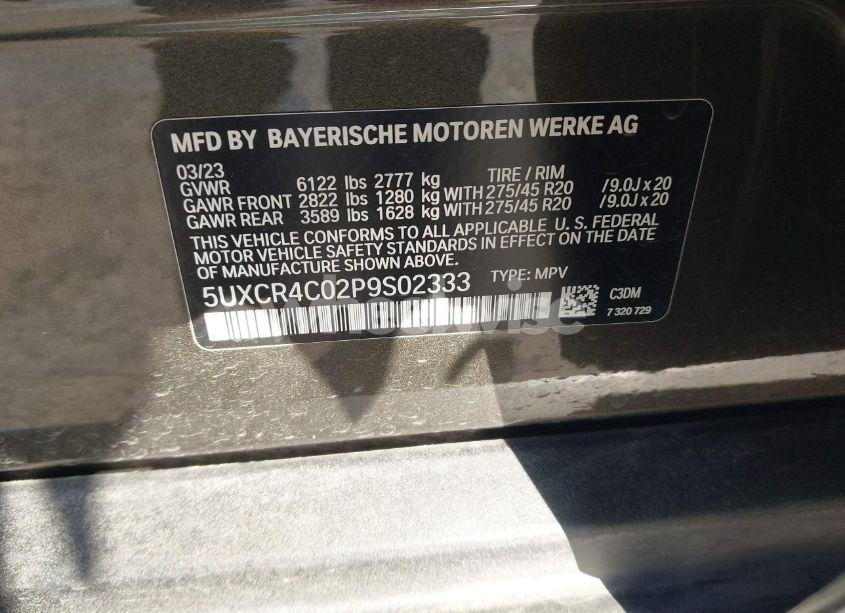 MFD BY BAYERISCHE MOTOREN WERKE AG
03/23 TIRE / RIM
GVWR 6122 lbs 2777 kg
GAWR FRONT 2822 lbs 1280 kg WITH 275/45 R20 /9.0J x 20
GAWR REAR 3589 lbs 1628 kg WITH 275/45 R20 /9.0J x 20
THIS VEHICLE CONFORMS TO ALL APPLICABLE U. S. FEDERAL
MOTOR VEHICLE SAFETY STANDARDS IN EFFECT ON THE DATE
OF MANUFACTURE SHOWN ABOVE.
5UXCR4C02P9S02333 TYPE: MPV
C3DM
7 320 729